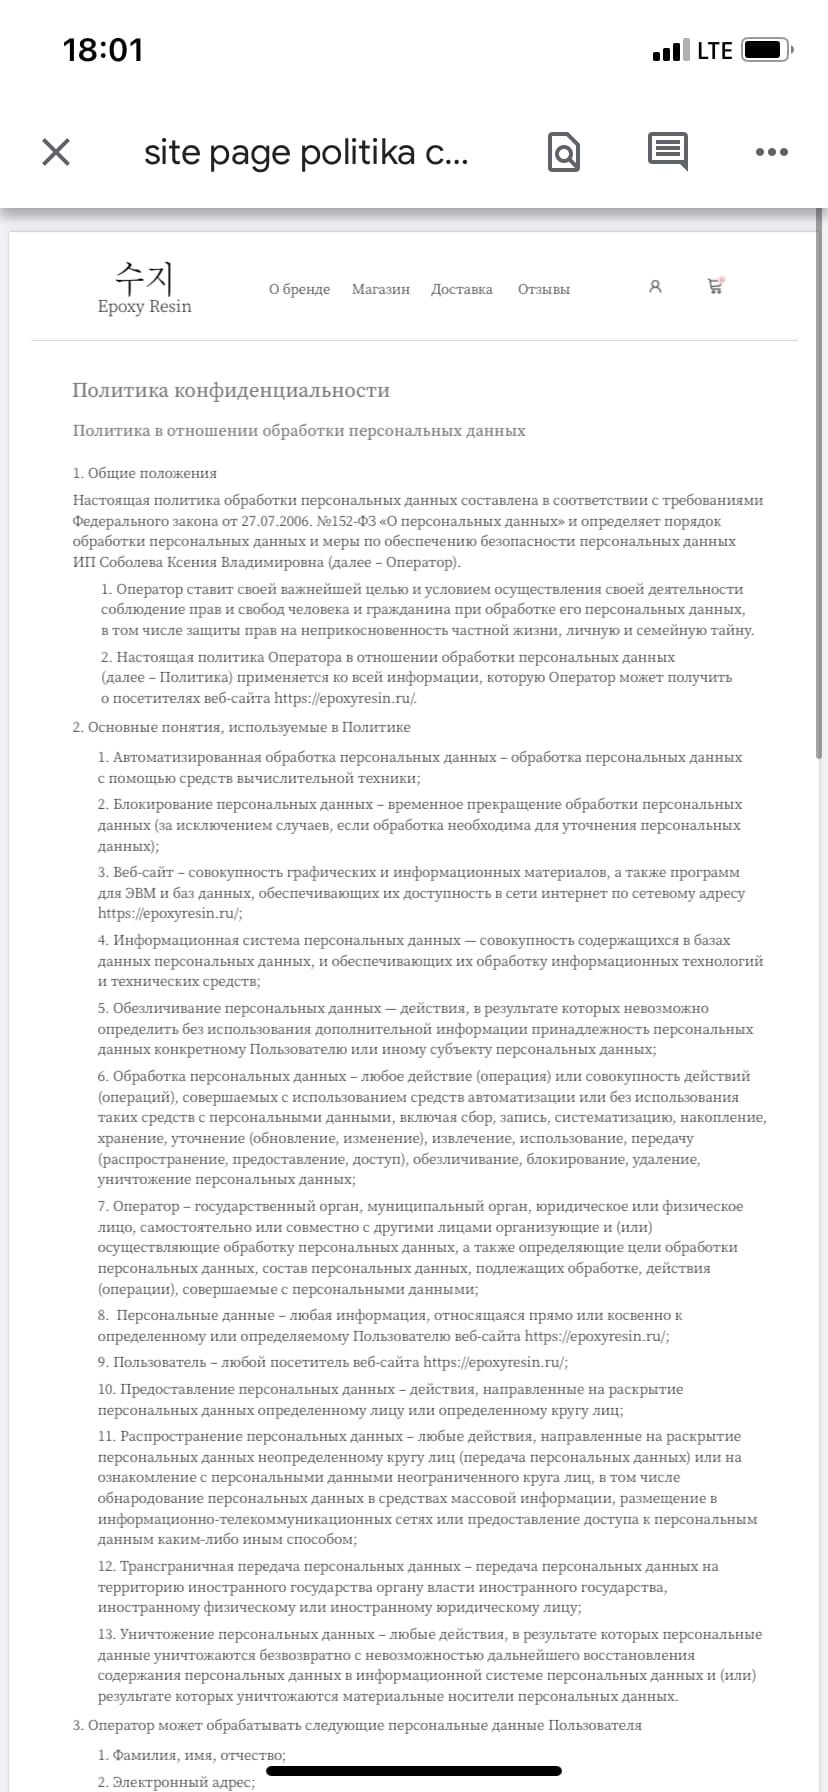 18:01
LTE
site page politika c...
수지
Epoxy Resin
О бренде Магазин Доставка Отзывы
Политика конфиденциальности
Политика в отношении обработки персональных данных
1. Общие положения
Настоящая политика обработки персональных данных составлена в соответствии с требованиями
Федерального закона от 27.07.2006. №152-ФЗ «О персональных данных» и определяет порядок
обработки персональных данных и меры по обеспечению безопасности персональных данных
ИП Соболева Ксения Владимировна (далее – Оператор).
1. Оператор ставит своей важнейшей целью и условием осуществления своей деятельности
соблюдение прав и свобод человека и гражданина при обработке его персональных данных,
в том числе защиты прав на неприкосновенность частной жизни, личную и семейную тайну.
2. Настоящая политика Оператора в отношении обработки персональных данных
(далее – Политика) применяется ко всей информации, которую Оператор может получить
о посетителях веб-сайта https://epoxyresin.ru/.
2. Основные понятия, используемые в Политике
1. Автоматизированная обработка персональных данных – обработка персональных данных
с помощью средств вычислительной техники;
2. Блокирование персональных данных – временное прекращение обработки персональных
данных (за исключением случаев, если обработка необходима для уточнения персональных
данных);
3. Веб-сайт – совокупность графических и информационных материалов, а также программ
для ЭВМ и баз данных, обеспечивающих их доступность в сети интернет по сетевому адресу
https://epoxyresin.ru/;
4. Информационная система персональных данных — совокупность содержащихся в базах
данных персональных данных, и обеспечивающих их обработку информационных технологий
и технических средств;
5. Обезличивание персональных данных — действия, в результате которых невозможно
определить без использования дополнительной информации принадлежность персональных
данных конкретному Пользователю или иному субъекту персональных данных;
6. Обработка персональных данных – любое действие (операция) или совокупность действий
(операций), совершаемых с использованием средств автоматизации или без использования
таких средств с персональными данными, включая сбор, запись, систематизацию, накопление,
хранение, уточнение (обновление, изменение), извлечение, использование, передачу
(распространение, предоставление, доступ), обезличивание, блокирование, удаление,
уничтожение персональных данных;
7. Оператор – государственный орган, муниципальный орган, юридическое или физическое
лицо, самостоятельно или совместно с другими лицами организующие и (или)
осуществляющие обработку персональных данных, а также определяющие цели обработки
персональных данных, состав персональных данных, подлежащих обработке, действия
(операции), совершаемые с персональными данными;
8. Персональные данные – любая информация, относящаяся прямо или косвенно к
определенному или определяемому Пользователю веб-сайта https://epoxyresin.ru/;
9. Пользователь – любой посетитель веб-сайта https://epoxyresin.ru/;
10. Предоставление персональных данных – действия, направленные на раскрытие
персональных данных определенному лицу или определенному кругу лиц;
11. Распространение персональных данных – любые действия, направленные на раскрытие
персональных данных неопределенному кругу лиц (передача персональных данных) или на
ознакомление с персональными данными неограниченного круга лиц, в том числе
обнародование персональных данных в средствах массовой информации, размещение в
информационно-телекоммуникационных сетях или предоставление доступа к персональным
данным каким-либо иным способом;
12. Трансграничная передача персональных данных – передача персональных данных на
территорию иностранного государства органу власти иностранного государства,
иностранному физическому или иностранному юридическому лицу;
13. Уничтожение персональных данных – любые действия, в результате которых персональные
данные уничтожаются безвозвратно с невозможностью дальнейшего восстановления
содержания персональных данных в информационной системе персональных данных и (или)
результате которых уничтожаются материальные носители персональных данных.
3. Оператор может обрабатывать следующие персональные данные Пользователя
1. Фамилия, имя, отчество;
2. Электронный адрес;